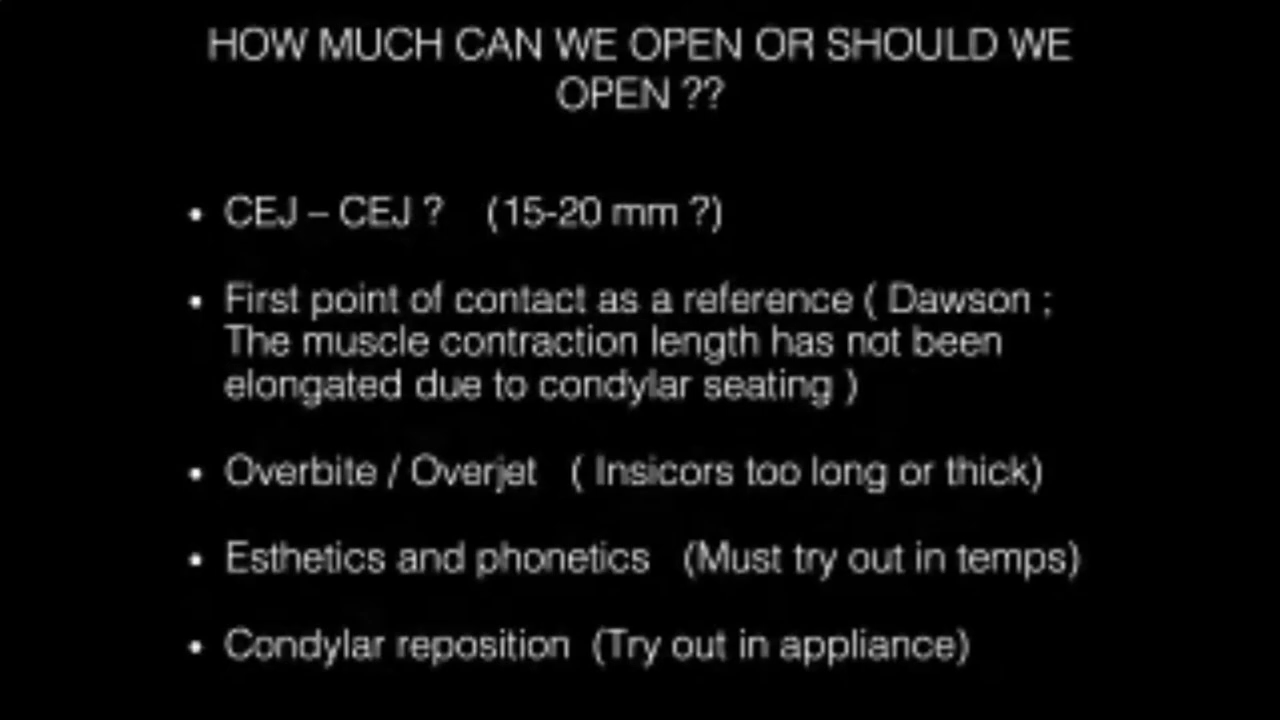 HOW MUCH CAN WE OPEN OR SHOULD WE
OPEN ??
• CEJ – CEJ ? (15-20 mm ?)
• First point of contact as a reference ( Dawson ;
The muscle contraction length has not been
elongated due to condylar seating )
• Overbite / Overjet ( Insicors too long or thick)
• Esthetics and phonetics (Must try out in temps)
• Condylar reposition (Try out in appliance)